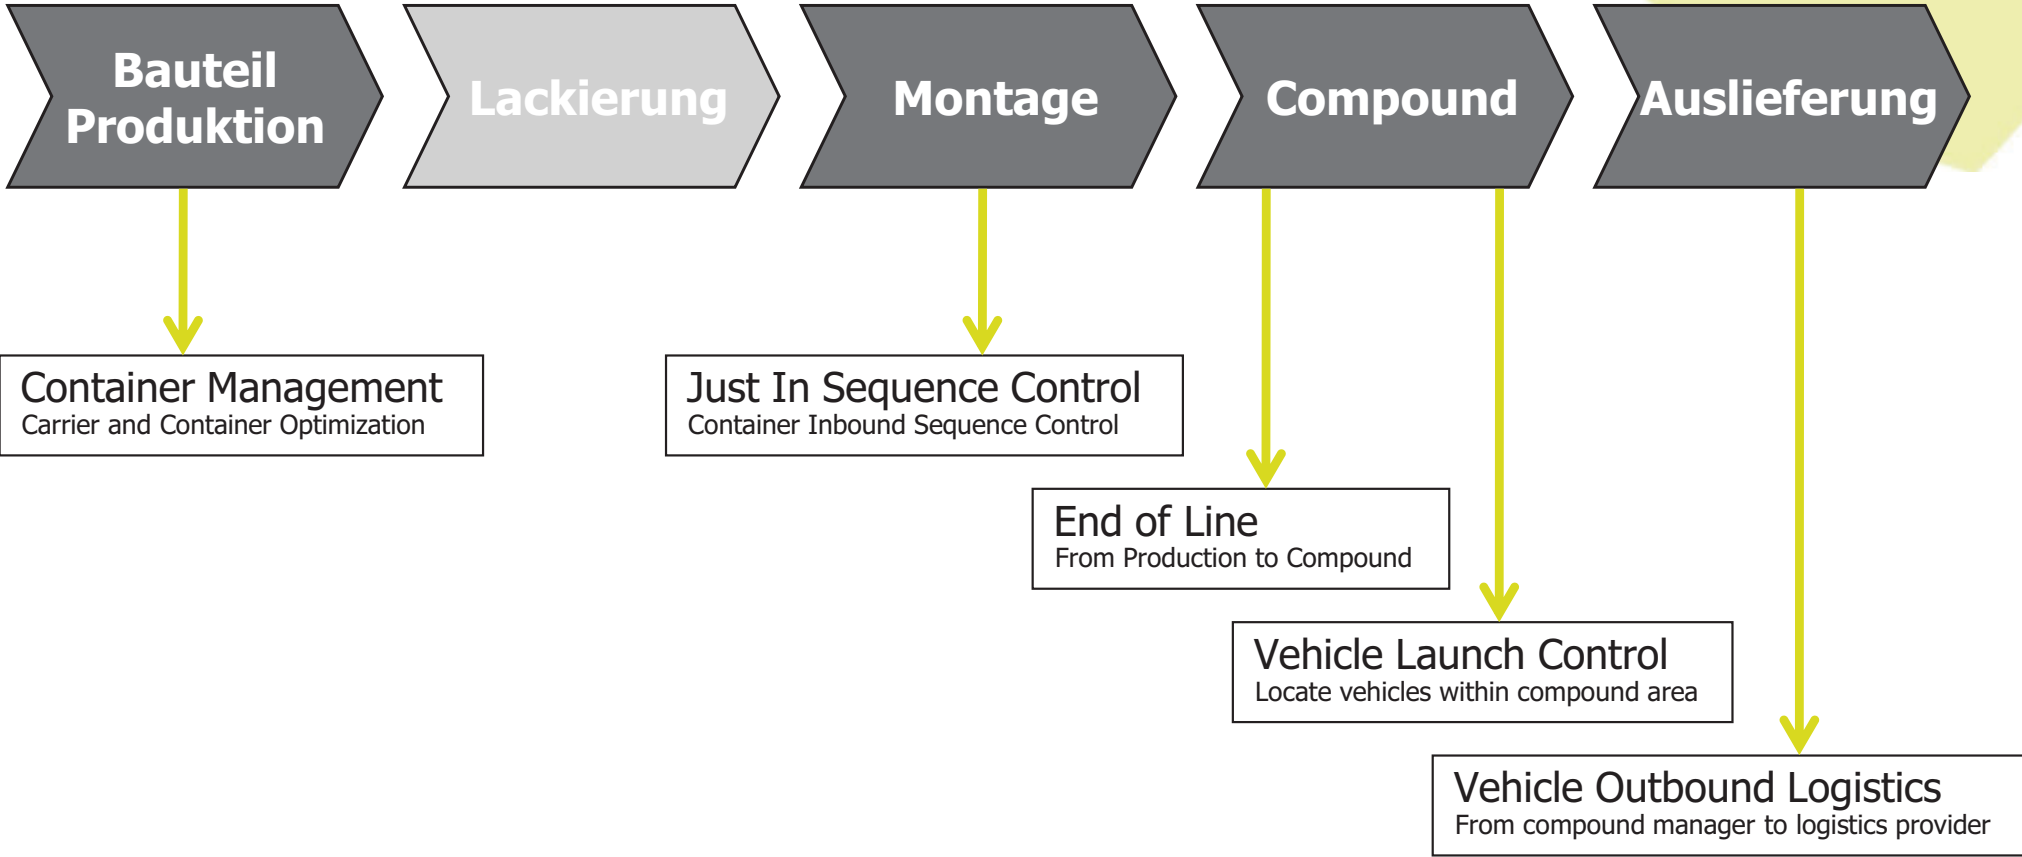 Bauteil
Produktion
Lackierung
Montage
Compound
Auslieferung
Container Management
Carrier and Container Optimization
Just In Sequence Control
Container Inbound Sequence Control
End of Line
From Production to Compound
Vehicle Launch Control
Locate vehicles within compound area
Vehicle Outbound Logistics
From compound manager to logistics provider